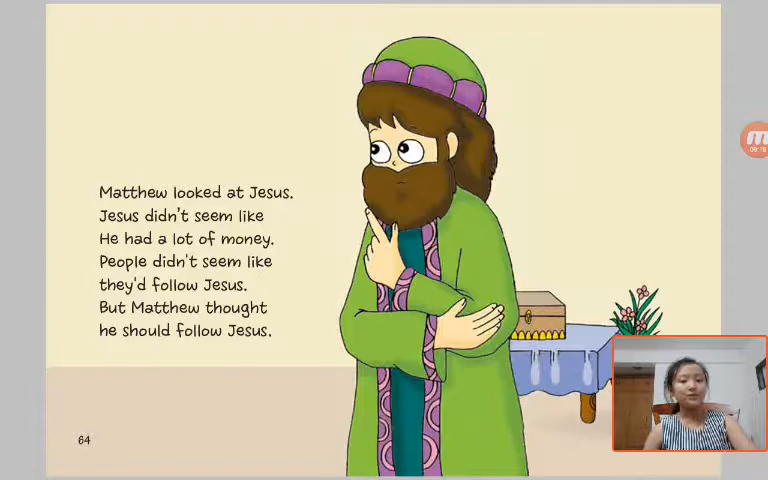 Matthew looked at Jesus.
Jesus didn't seem like
He had a lot of money.
People didn't seem like
they'd follow Jesus.
But Matthew thought
he should follow Jesus.
64